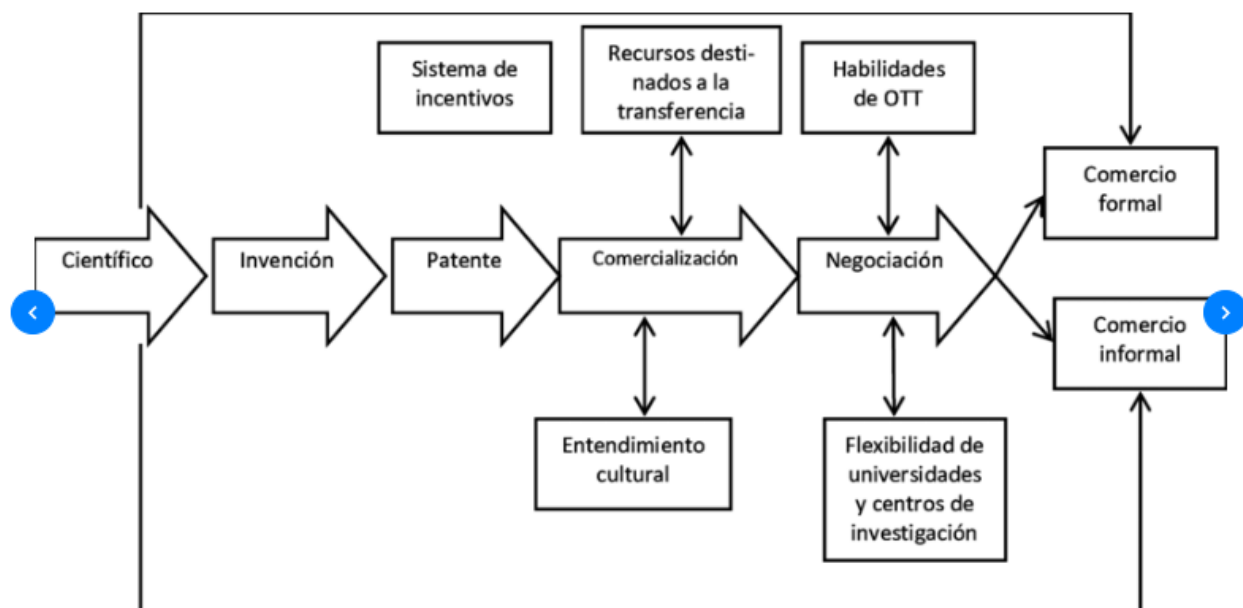 Sistema de
incentivos
Recursos desti-
nados a la
transferencia
Habilidades
de OTT
Comercio
formal
Científico
Invención
Patente
Comercialización
Negociación
Comercio
informal
Entendimiento
cultural
Flexibilidad de
universidades
y centros de
investigación